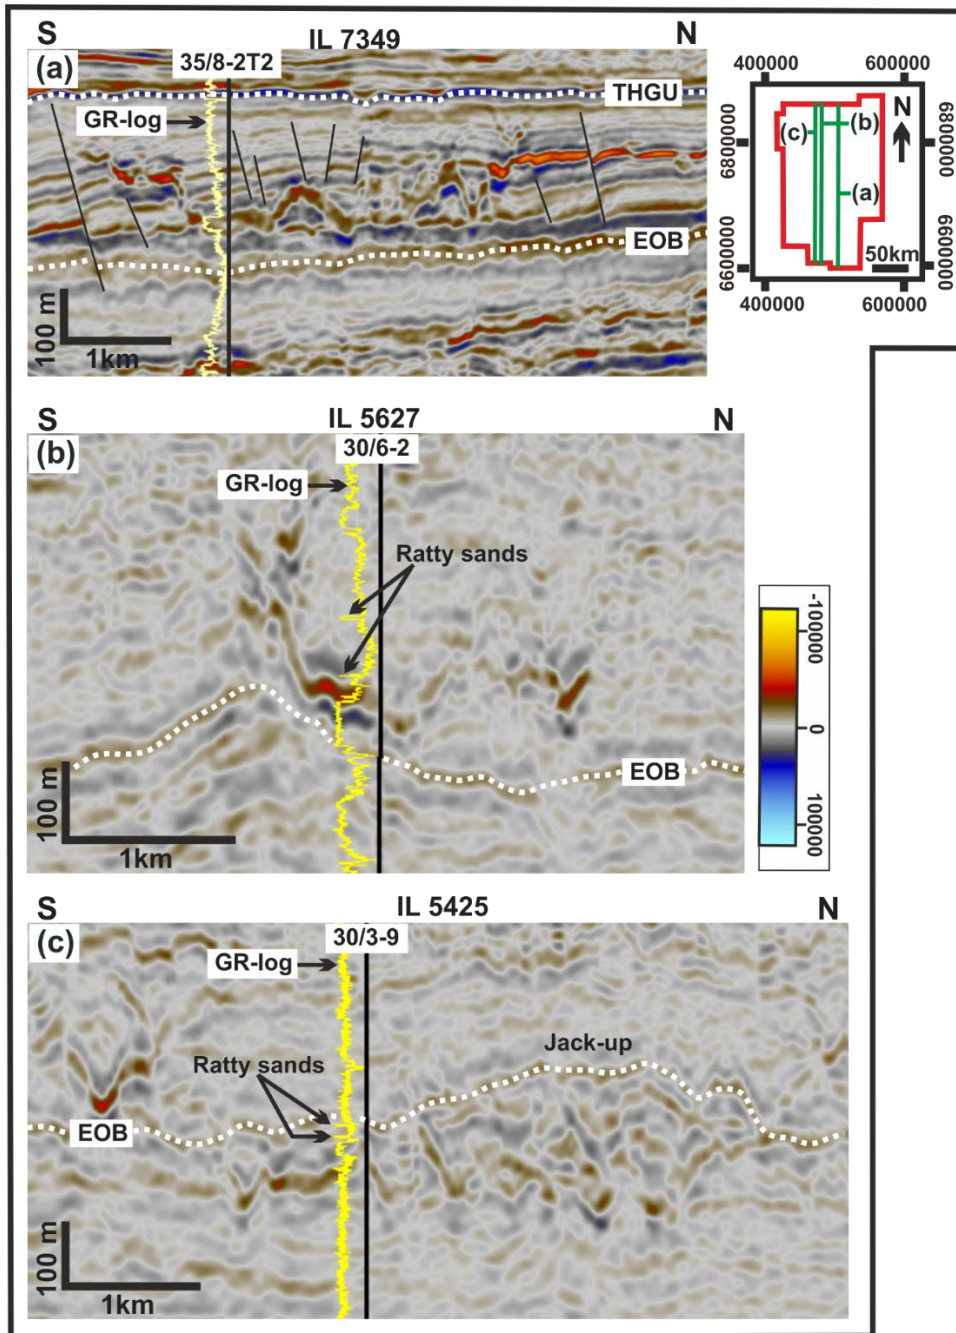 S IL 7349 N
(a) 35/8-2T2
THGU
GR-log
EOB
100 m
1km
400000 600000
N
(c) (b)
(a)
6800000 6800000
6600000 6600000
50km
400000 600000
S IL 5627 N
(b) 30/6-2
GR-log
Ratty sands
EOB
100 m
1km
-100000
0
100000
S IL 5425 N
(c) 30/3-9
GR-log
Jack-up
Ratty sands
EOB
100 m
1km